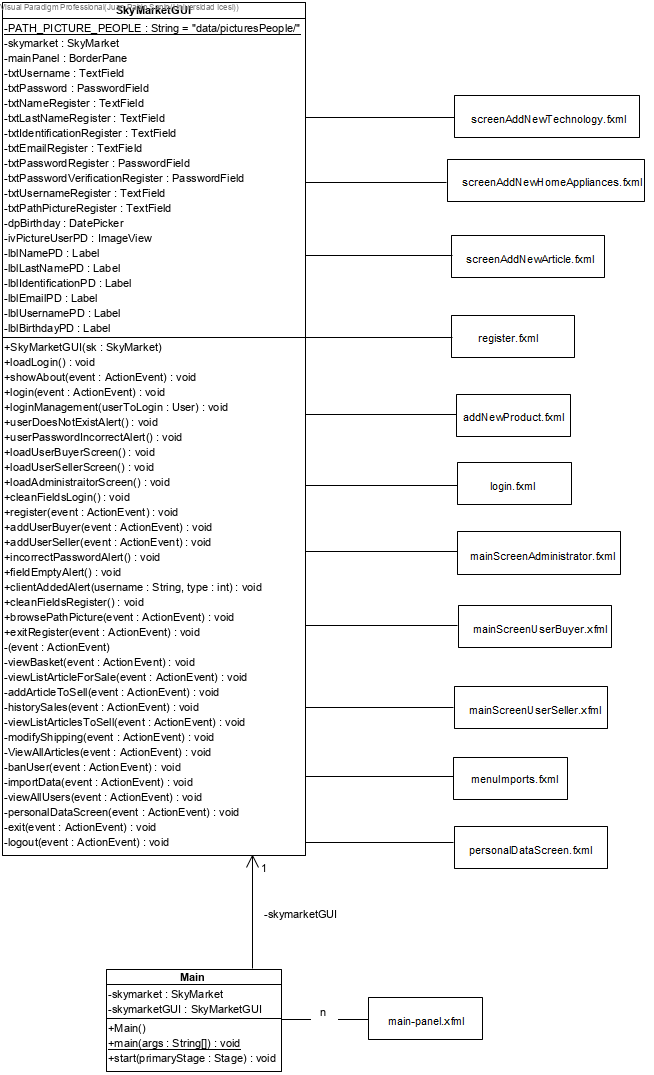 Visual Paradigm Professional(Juan Pablo Sanin(Universidad Icesi))
SkyMarketGUI
-PATH_PICTURE_PEOPLE : String = "data/picturesPeople/"
-skymarket : SkyMarket
-mainPanel : BorderPane
-txtUsername : TextField
-txtPassword : PasswordField
-txtNameRegister : TextField
-txtLastNameRegister : TextField
-txtIdentificationRegister : TextField
-txtEmailRegister : TextField
-txtPasswordRegister : PasswordField
-txtPasswordVerificationRegister : PasswordField
-txtUsernameRegister : TextField
-txtPathPictureRegister : TextField
-dpBirthday : DatePicker
-ivPictureUserPD : ImageView
-lblNamePD : Label
-lblLastNamePD : Label
-lblIdentificationPD : Label
-lblEmailPD : Label
-lblUsernamePD : Label
-lblBirthdayPD : Label
+SkyMarketGUI(sk : SkyMarket)
+loadLogin() : void
+showAbout(event : ActionEvent) : void
+login(event : ActionEvent) : void
+loginManagement(userToLogin : User) : void
+userDoesNotExistAlert() : void
+userPasswordIncorrectAlert() : void
+loadUserBuyerScreen() : void
+loadUserSellerScreen() : void
+loadAdministraitorScreen() : void
+cleanFieldsLogin() : void
+register(event : ActionEvent) : void
+addUserBuyer(event : ActionEvent) : void
+addUserSeller(event : ActionEvent) : void
+incorrectPasswordAlert() : void
+fieldEmptyAlert() : void
+clientAddedAlert(username : String, type : int) : void
+cleanFieldsRegister() : void
+browsePathPicture(event : ActionEvent) : void
+exitRegister(event : ActionEvent) : void
-(event : ActionEvent)
-viewBasket(event : ActionEvent) : void
-viewListArticleForSale(event : ActionEvent) : void
-addArticleToSell(event : ActionEvent) : void
-historySales(event : ActionEvent) : void
-viewListArticlesToSell(event : ActionEvent) : void
-modifyShipping(event : ActionEvent) : void
-ViewAllArticles(event : ActionEvent) : void
-banUser(event : ActionEvent) : void
-importData(event : ActionEvent) : void
-viewAllUsers(event : ActionEvent) : void
-personalDataScreen(event : ActionEvent) : void
-exit(event : ActionEvent) : void
-logout(event : ActionEvent) : void
screenAddNewTechnology.fxml
screenAddNewHomeAppliances.fxml
screenAddNewArticle.fxml
register.fxml
addNewProduct.fxml
login.fxml
mainScreenAdministrator.fxml
mainScreenUserBuyer.xfml
mainScreenUserSeller.xfml
menuImports.fxml
personalDataScreen.fxml
1
-skymarketGUI
Main
-skymarket : SkyMarket
-skymarketGUI : SkyMarketGUI
+Main()
+main(args : String[]) : void
+start(primaryStage : Stage) : void
n
main-panel.xfml